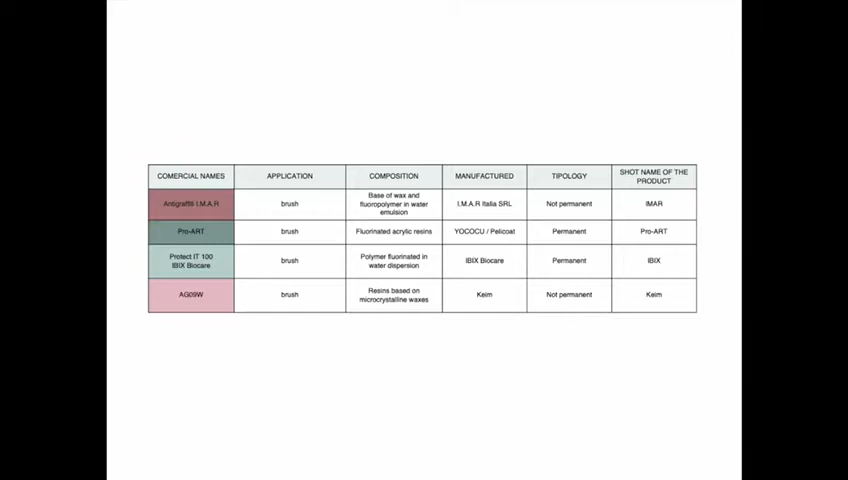 COMERCIAL NAMES APPLICATION COMPOSITION MANUFACTURED TIPOLOGY SHOT NAME OF THE
PRODUCT
Antigraffiti I.M.A.R brush Base of wax and
fluoropolymer in water
emulsion I.M.A.R Italia SRL Not permanent IMAR
Pro-ART brush Fluorinated acrylic resins YOCOCU / Pelicoat Permanent Pro-ART
Protect IT 100
IBIX Biocare brush Polymer fluorinated in
water dispersion IBIX Biocare Permanent IBIX
AG09W brush Resins based on
microcrystalline waxes Keim Not permanent Keim